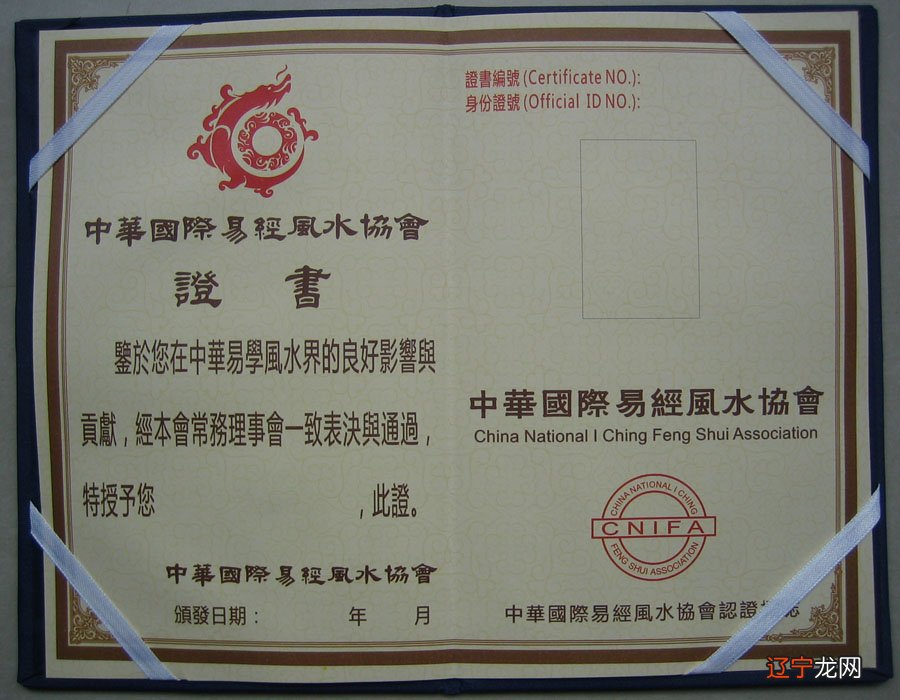 中華國際易經風水協會
證書
鑒於您在中華易學風水界的良好影響與
貢獻，經本會常務理事會一致表決與通過，
特授予您　　　，此證。
中華國際易經風水協會
頒發日期：　　年　　月
證書編號(Certificate NO.):
身份證號(Official ID NO.):
中華國際易經風水協會
China National I Ching Feng Shui Association
CHINA NATIONAL I CHING
CNIFA
FENG SHUI ASSOCIATION
中華國際易經風水協會認證
辽宁龙网